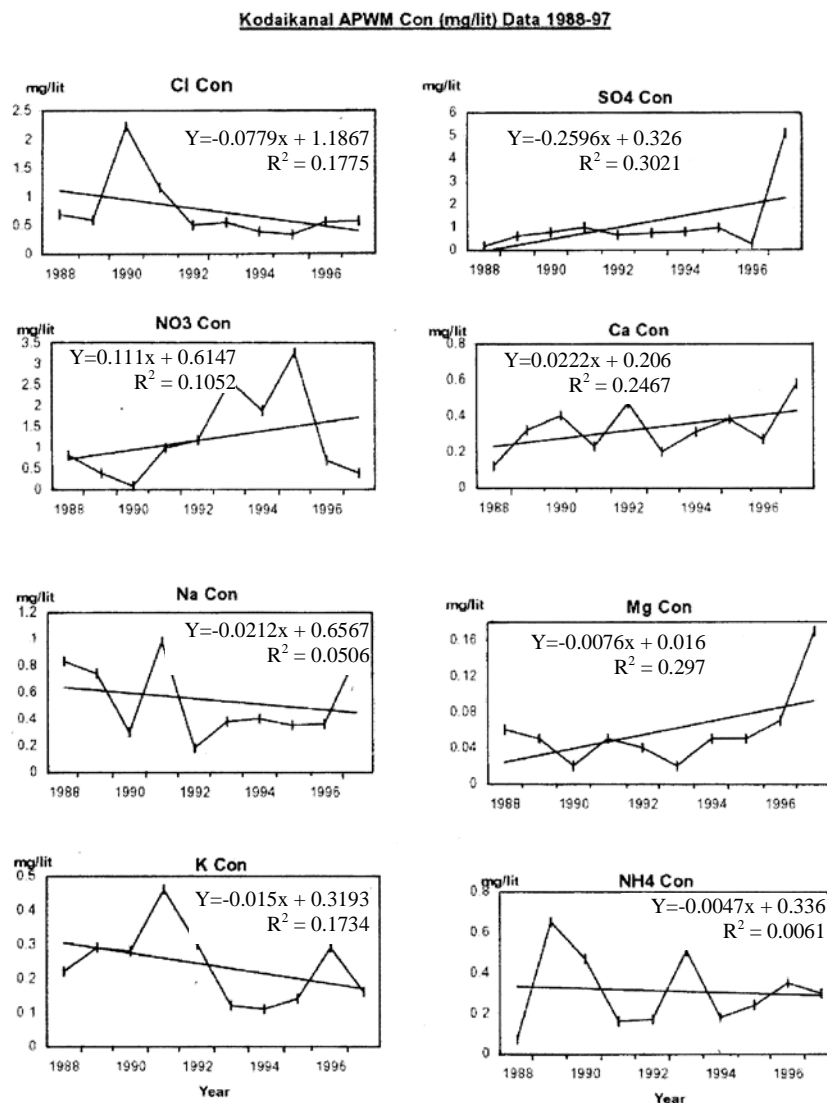 Kodaikanal APWM Con (mg/lit) Data 1988-97
mg/lit
Cl Con
Y=-0.0779x + 1.1867
R² = 0.1775
2.5
2
1.5
1
0.5
0
1988 1990 1992 1994 1996
mg/lit
SO4 Con
Y=-0.2596x + 0.326
R² = 0.3021
6
5
4
3
2
1
0
1988 1990 1992 1994 1996
mg/lit
NO3 Con
Y=0.111x + 0.6147
R² = 0.1052
3.5
3
2.5
2
1.5
1
0.5
0
1988 1990 1992 1994 1996
mg/lit
Ca Con
Y=0.0222x + 0.206
R² = 0.2467
0.8
0.6
0.4
0.2
0
1988 1990 1992 1994 1996
mg/lit
Na Con
Y=-0.0212x + 0.6567
R² = 0.0506
1.2
1
0.8
0.6
0.4
0.2
0
1988 1990 1992 1994 1996
mg/lit
Mg Con
Y=-0.0076x + 0.016
R² = 0.297
0.16
0.12
0.08
0.04
0
1988 1990 1992 1994 1996
mg/lit
K Con
Y=-0.015x + 0.3193
R² = 0.1734
0.5
0.4
0.3
0.2
0.1
0
1988 1990 1992 1994 1996
Year
NH4 Con
mg/lit
Y=-0.0047x + 0.336
R² = 0.0061
0.8
0.6
0.4
0.2
0
1988 1990 1992 1994 1996
Year